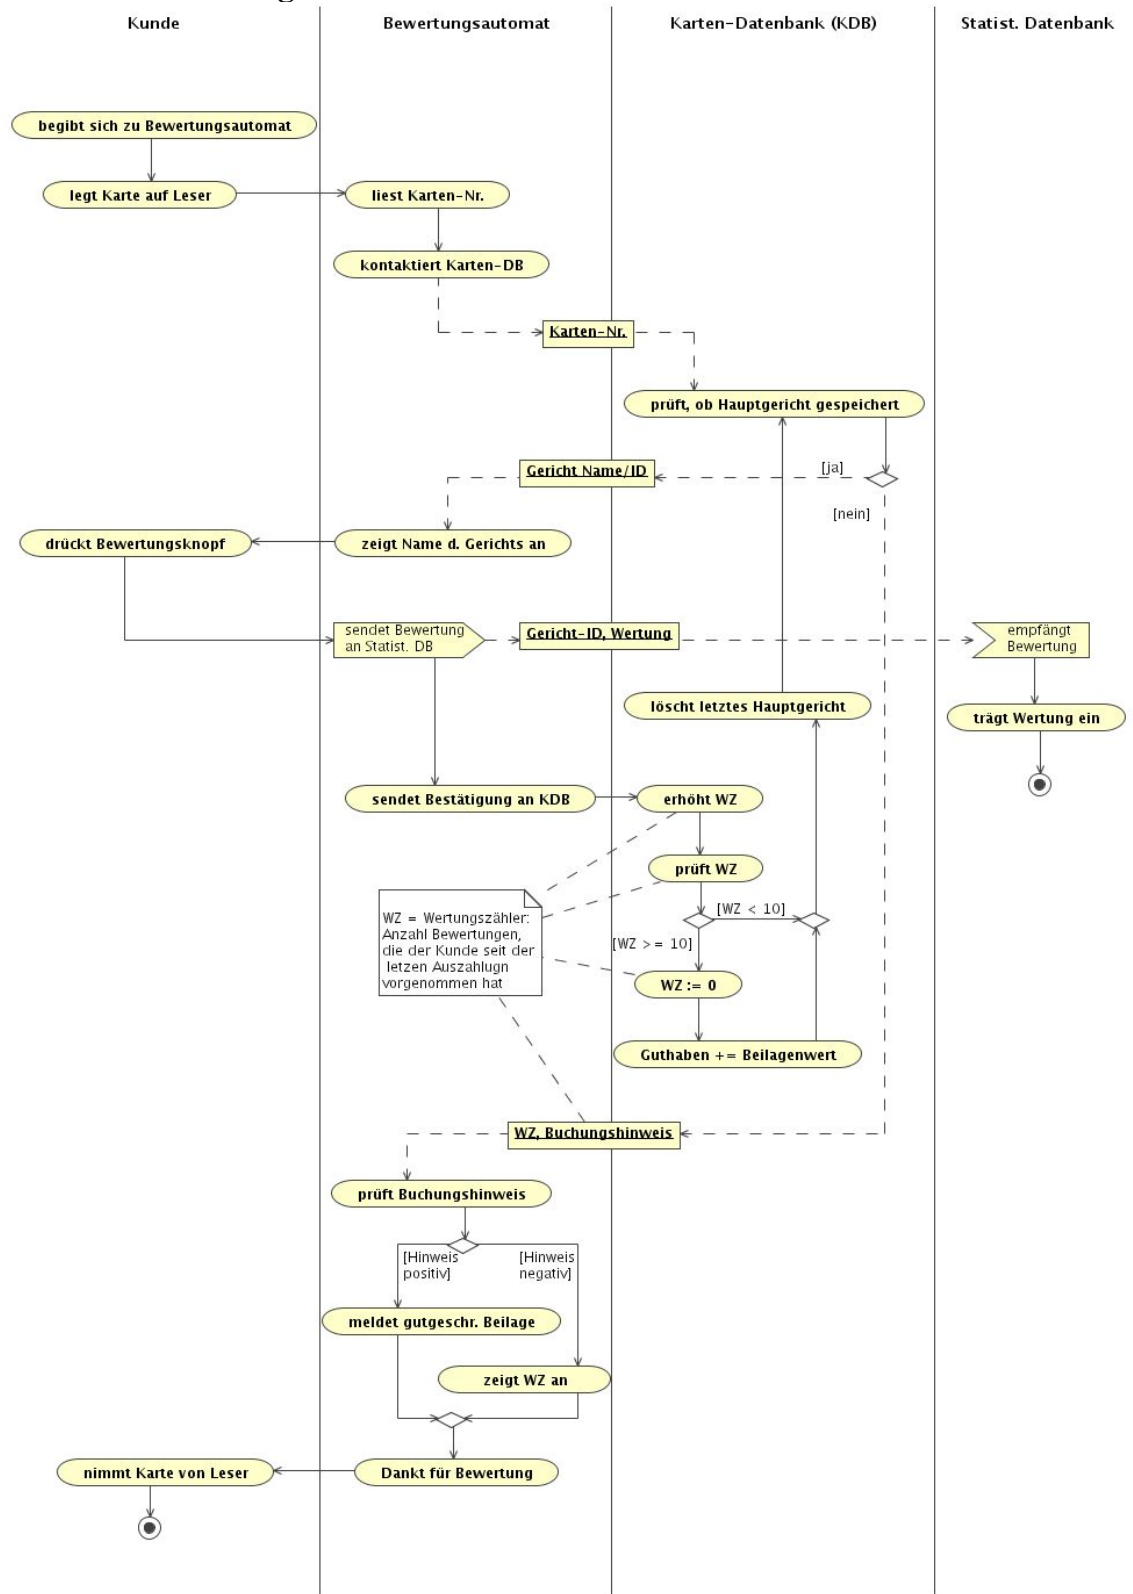 Kunde
Bewertungsautomat
Karten-Datenbank (KDB)
Statist. Datenbank
begibt sich zu Bewertungsautomat
legt Karte auf Leser
liest Karten-Nr.
kontaktiert Karten-DB
Karten-Nr.
prüft, ob Hauptgericht gespeichert
Gericht Name/ID
[ja]
[nein]
drückt Bewertungsknopf
zeigt Name d. Gerichts an
sendet Bewertung
an Statist. DB
Gericht-ID, Wertung
empfängt
Bewertung
löscht letztes Hauptgericht
trägt Wertung ein
sendet Bestätigung an KDB
erhöht WZ
prüft WZ
[WZ < 10]
WZ = Wertungszähler:
Anzahl Bewertungen,
die der Kunde seit der
letzen Auszahlugn
vorgenommen hat
[WZ >= 10]
WZ := 0
Guthaben += Beilagenwert
WZ, Buchungshinweis
prüft Buchungshinweis
[Hinweis
positiv]
[Hinweis
negativ]
meldet gutgeschr. Beilage
zeigt WZ an
nimmt Karte von Leser
Dankt für Bewertung